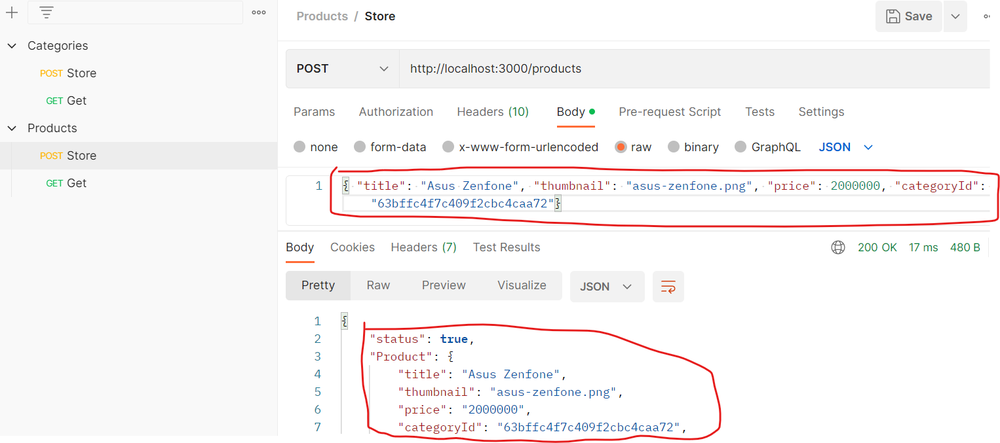 Categories
POST Store
GET Get
Products
POST Store
GET Get
Products / Store
Save
POST http://localhost:3000/products
Params Authorization Headers (10) Body Pre-request Script Tests Settings
none form-data x-www-form-urlencoded raw binary GraphQL JSON
1 { "title": "Asus Zenfone", "thumbnail": "asus-zenfone.png", "price": 2000000, "categoryId":
"63bffc4f7c409f2cbc4caa72"}
Body Cookies Headers (7) Test Results 200 OK 17 ms 480 B
Pretty Raw Preview Visualize JSON
1 {
2 "status": true,
3 "Product": {
4 "title": "Asus Zenfone",
5 "thumbnail": "asus-zenfone.png",
6 "price": "2000000",
7 "categoryId": "63bffc4f7c409f2cbc4caa72",